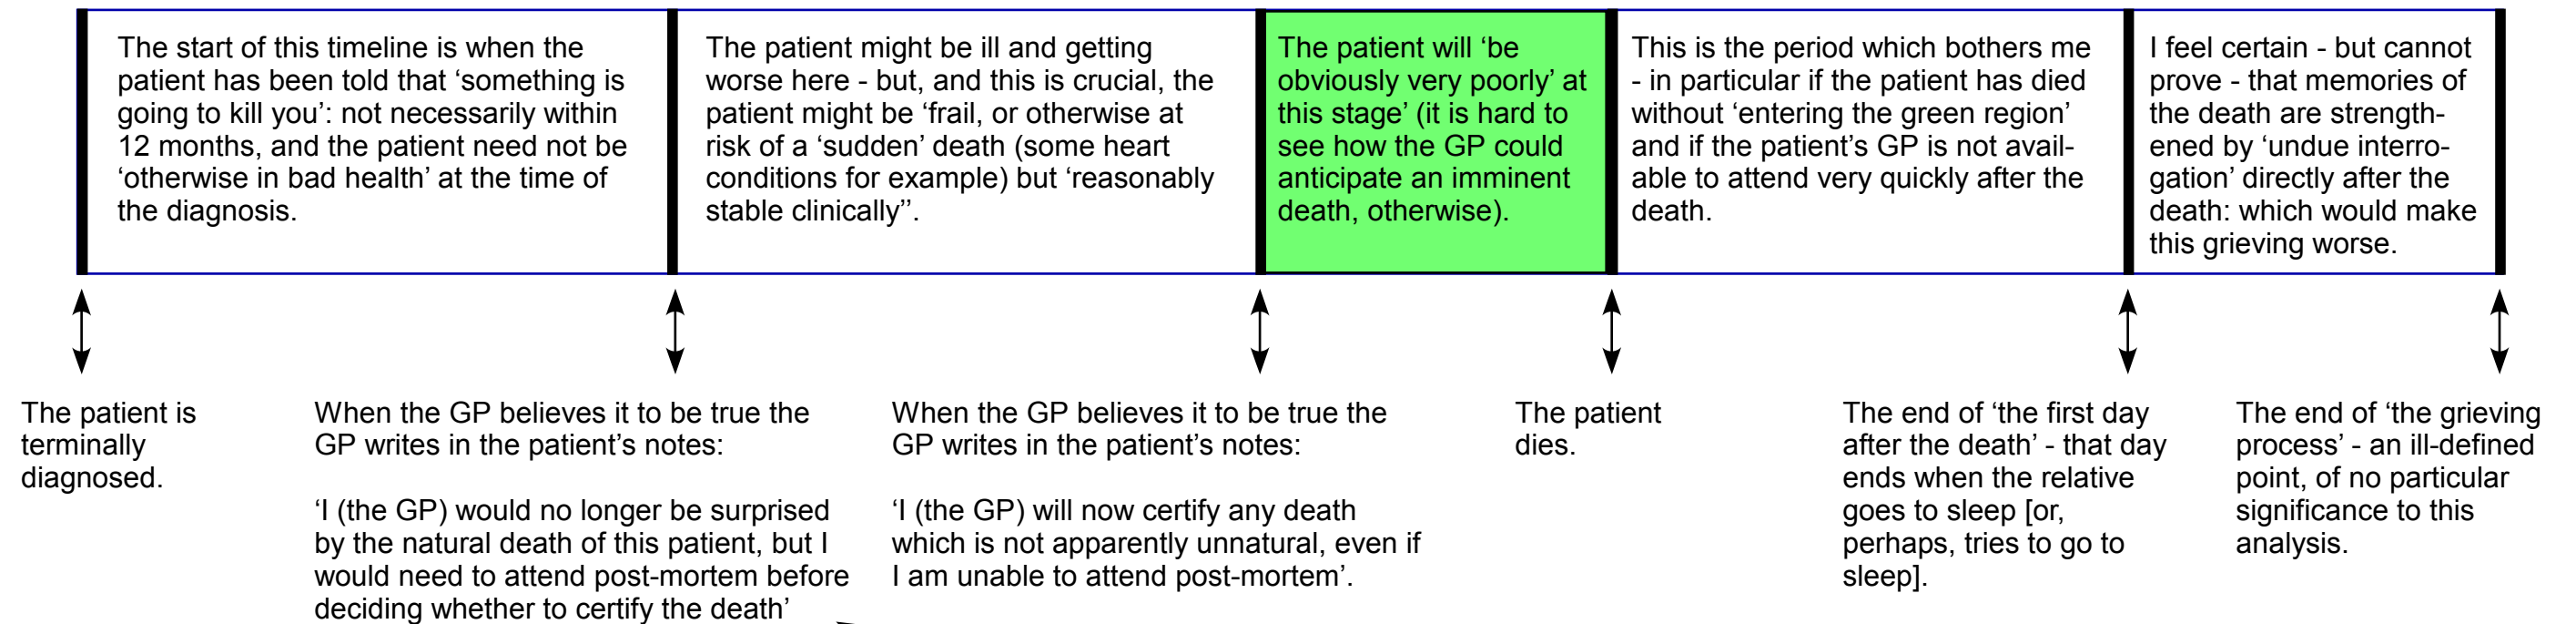 The start of this timeline is when the
patient has been told that ‘something is
going to kill you’: not necessarily within
12 months, and the patient need not be
‘otherwise in bad health’ at the time of
the diagnosis.
The patient might be ill and getting
worse here - but, and this is crucial, the
patient might be ‘frail, or otherwise at
risk of a ‘sudden’ death (some heart
conditions for example) but ‘reasonably
stable clinically’’.
The patient will ‘be
obviously very poorly’ at
this stage’ (it is hard to
see how the GP could
anticipate an imminent
death, otherwise).
This is the period which bothers me
- in particular if the patient has died
without ‘entering the green region’
and if the patient’s GP is not avail-
able to attend very quickly after the
death.
I feel certain - but cannot
prove - that memories of
the death are strength-
ened by ‘undue interro-
gation’ directly after the
death: which would make
this grieving worse.
The patient is
terminally
diagnosed.
When the GP believes it to be true the
GP writes in the patient’s notes:
‘I (the GP) would no longer be surprised
by the natural death of this patient, but I
would need to attend post-mortem before
deciding whether to certify the death’
When the GP believes it to be true the
GP writes in the patient’s notes:
‘I (the GP) will now certify any death
which is not apparently unnatural, even if
I am unable to attend post-mortem’.
The patient
dies.
The end of ‘the first day
after the death’ - that day
ends when the relative
goes to sleep [or,
perhaps, tries to go to
sleep].
The end of ‘the grieving
process’ - an ill-defined
point, of no particular
significance to this
analysis.